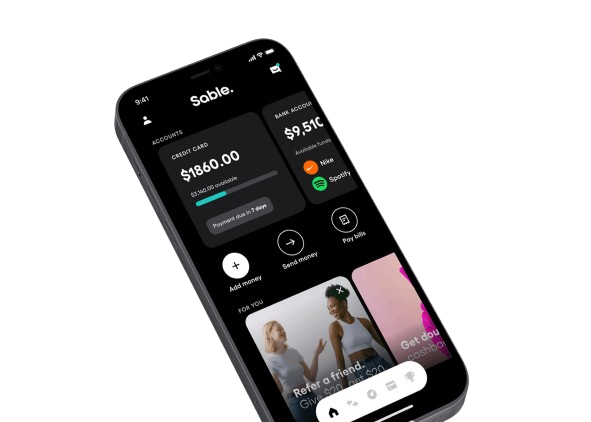 9:41
Sable.
ACCOUNTS
CREDIT CARD
$1860.00
$3,140.00 available
Payment due in 7 days
BANK ACCOU
$9,510
Available funds
Nike
Spotify
Add money
Send money
Pay bills
FOR YOU
Refer a friend.
Give $20, get $20
Get dou
cashba